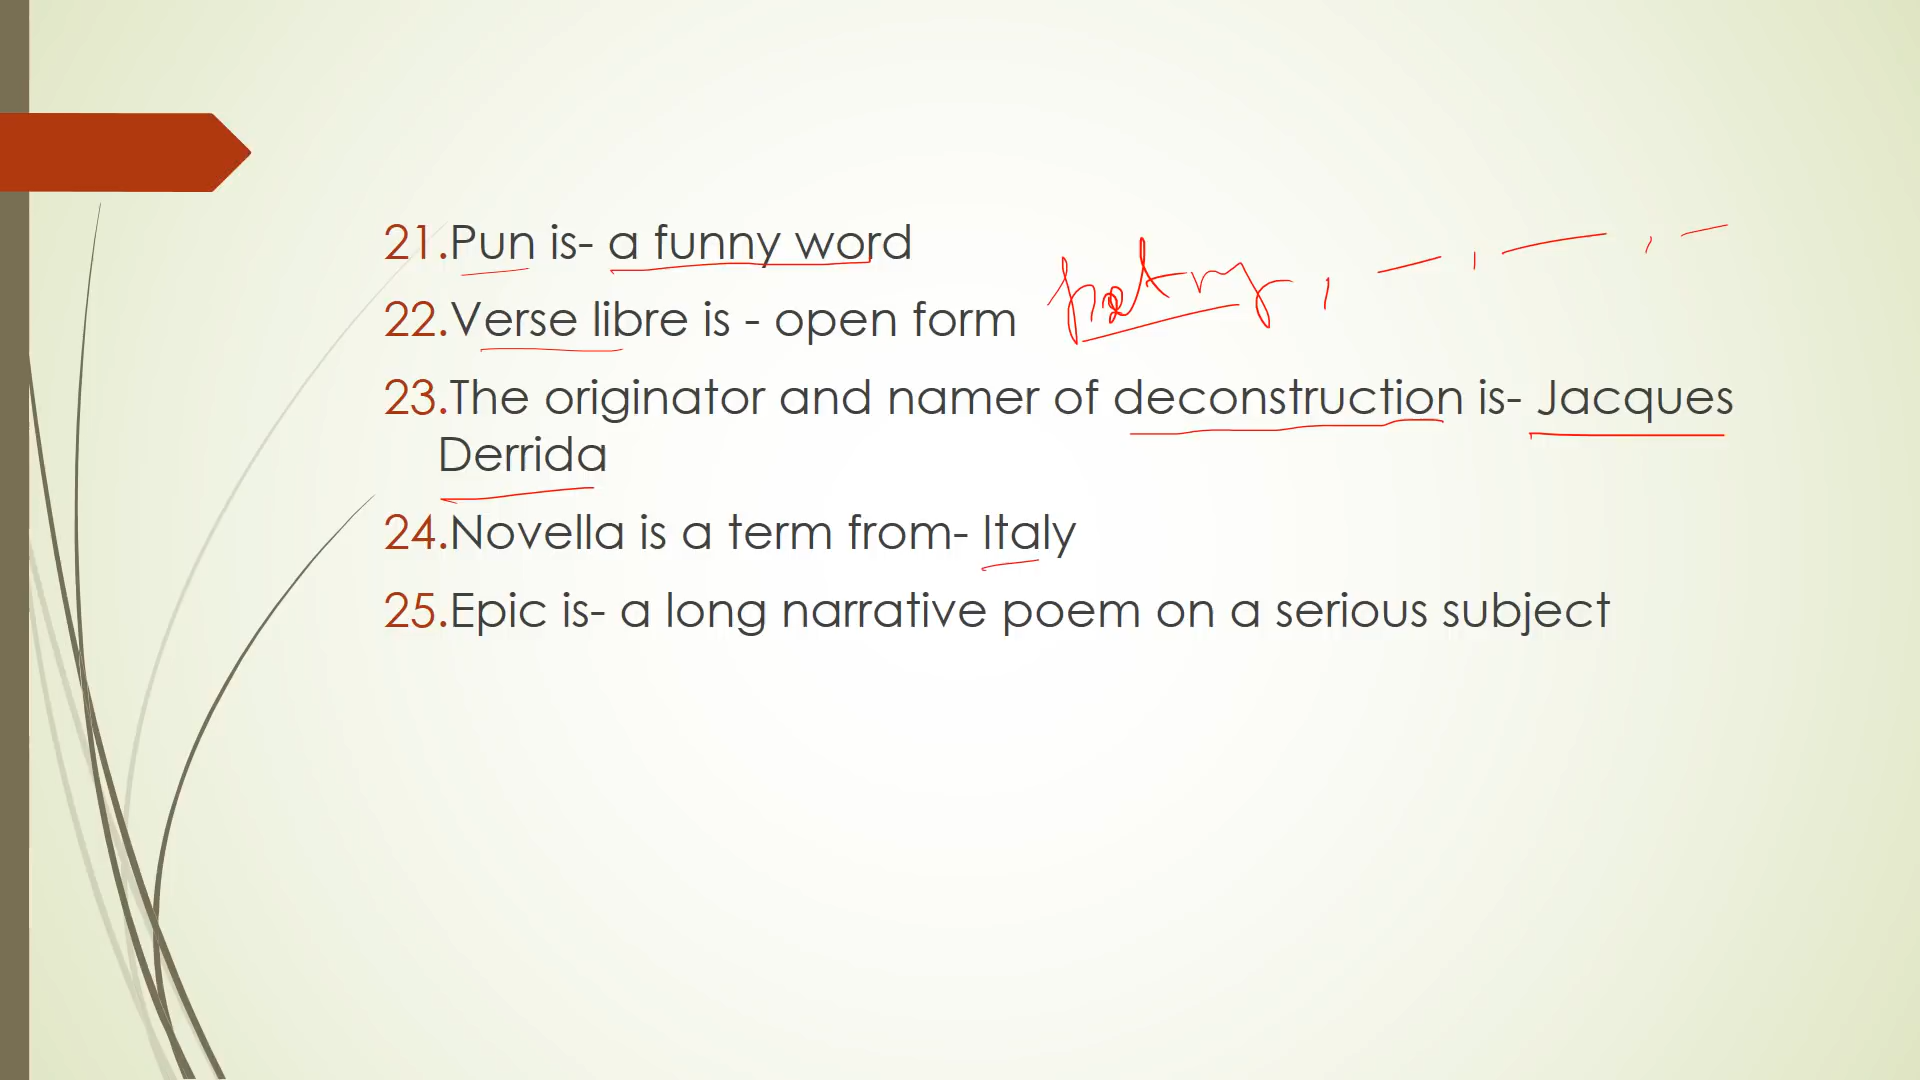 21.Pun is- a funny word
22.Verse libre is - open form poetry
23.The originator and namer of deconstruction is- Jacques
Derrida
24.Novella is a term from- Italy
25.Epic is- a long narrative poem on a serious subject